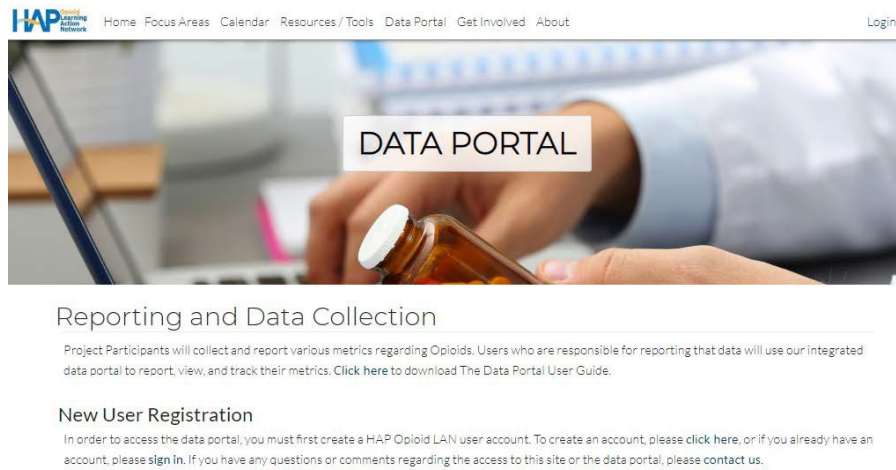 HAP Opioid Learning Action Network
Home Focus Areas Calendar Resources / Tools Data Portal Get Involved About Login
DATA PORTAL
Reporting and Data Collection
Project Participants will collect and report various metrics regarding Opioids. Users who are responsible for reporting that data will use our integrated
data portal to report, view, and track their metrics. Click here to download The Data Portal User Guide.
New User Registration
In order to access the data portal, you must first create a HAP Opioid LAN user account. To create an account, please click here, or if you already have an
account, please sign in. If you have any questions or comments regarding the access to this site or the data portal, please contact us.